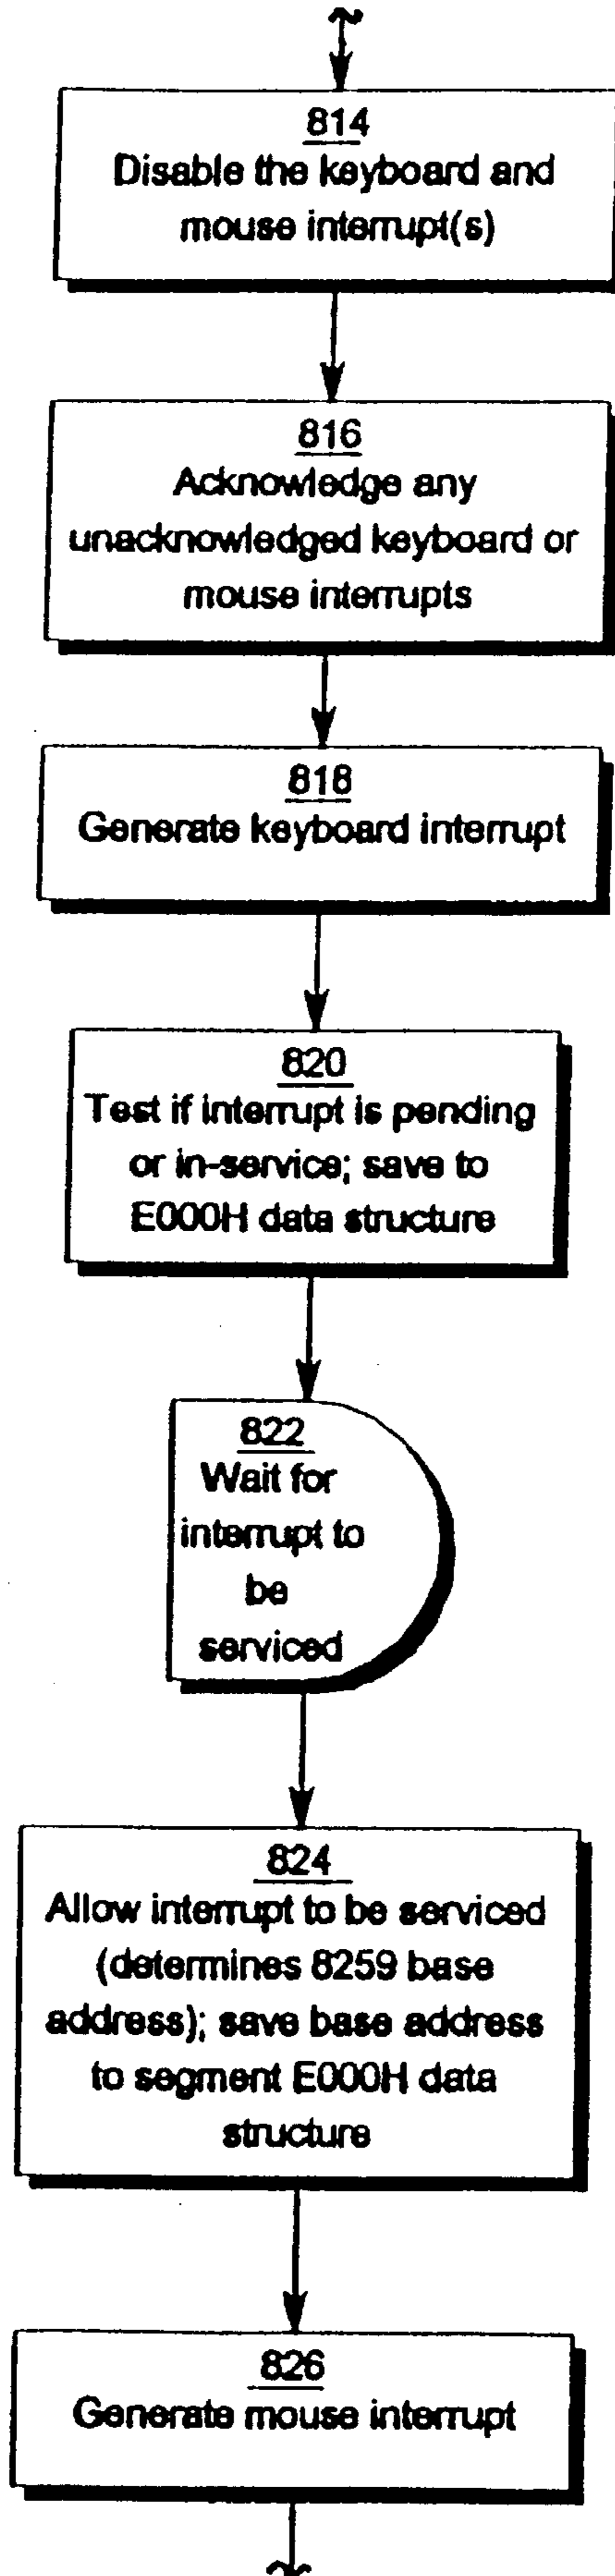 814
Disable the keyboard and
mouse interrupt(s)
816
Acknowledge any
unacknowledged keyboard or
mouse interrupts
818
Generate keyboard interrupt
820
Test if interrupt is pending
or in-service; save to
E000H data structure
822
Wait for
interrupt to
be
serviced
824
Allow interrupt to be serviced
(determines 8259 base
address); save base address
to segment E000H data
structure
826
Generate mouse interrupt